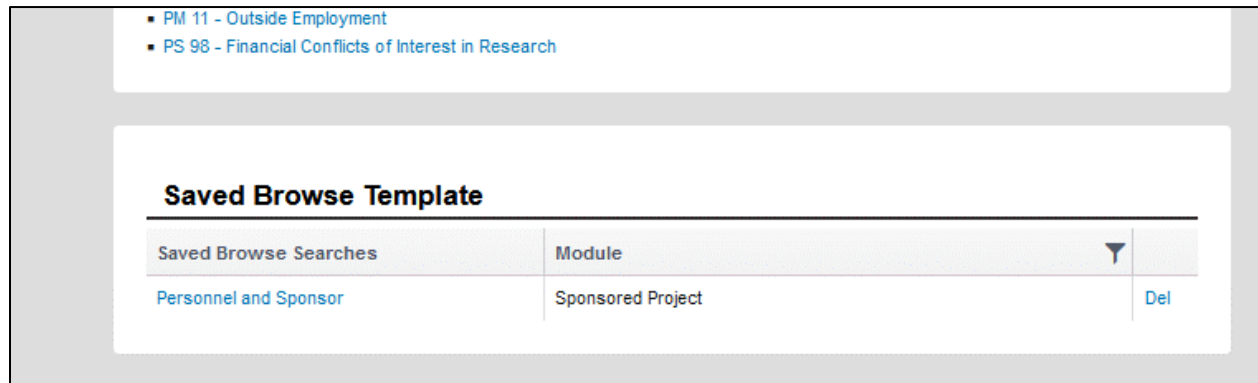 ▪ PM 11 - Outside Employment
▪ PS 98 - Financial Conflicts of Interest in Research
Saved Browse Template
Saved Browse Searches Module
Personnel and Sponsor Sponsored Project Del